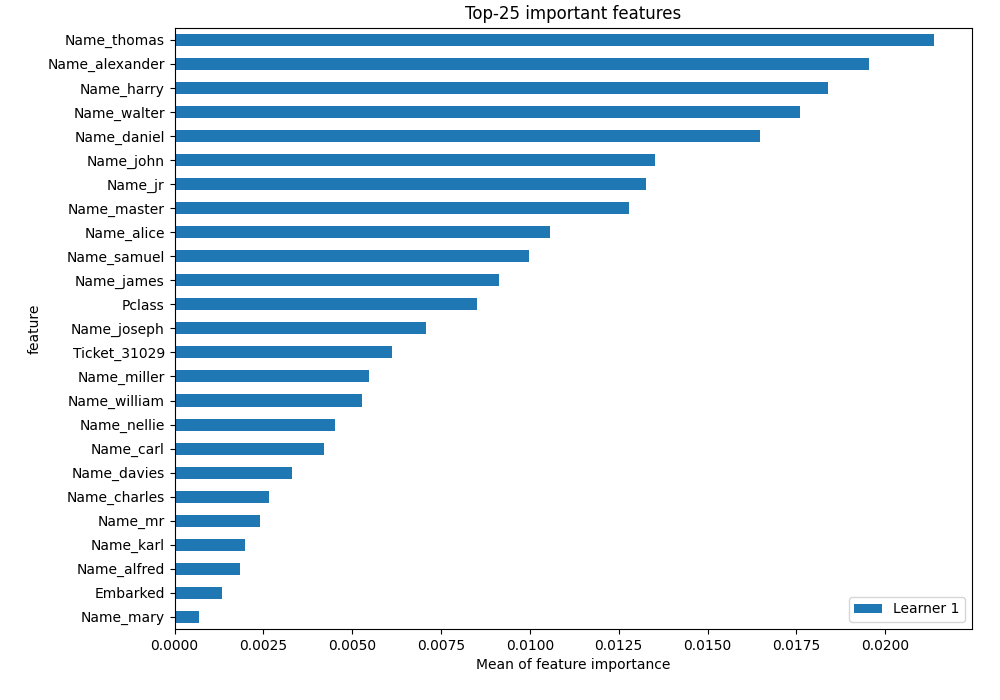 Top-25 important features
Name_thomas
Name_alexander
Name_harry
Name_walter
Name_daniel
Name_john
Name_jr
Name_master
Name_alice
Name_samuel
Name_james
Pclass
Name_joseph
Ticket_31029
Name_miller
Name_william
Name_nellie
Name_carl
Name_davies
Name_charles
Name_mr
Name_karl
Name_alfred
Embarked
Name_mary
feature
Learner 1
0.0000 0.0025 0.0050 0.0075 0.0100 0.0125 0.0150 0.0175 0.0200
Mean of feature importance